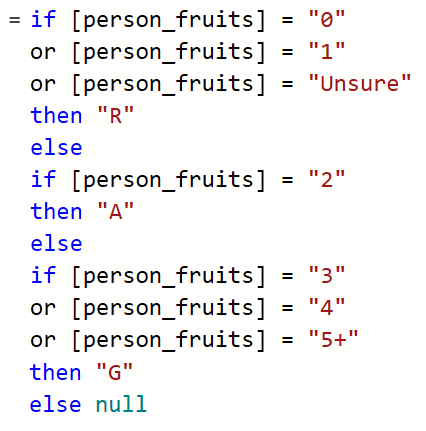 = if [person_fruits] = "0"
or [person_fruits] = "1"
or [person_fruits] = "Unsure"
then "R"
else
if [person_fruits] = "2"
then "A"
else
if [person_fruits] = "3"
or [person_fruits] = "4"
or [person_fruits] = "5+"
then "G"
else null